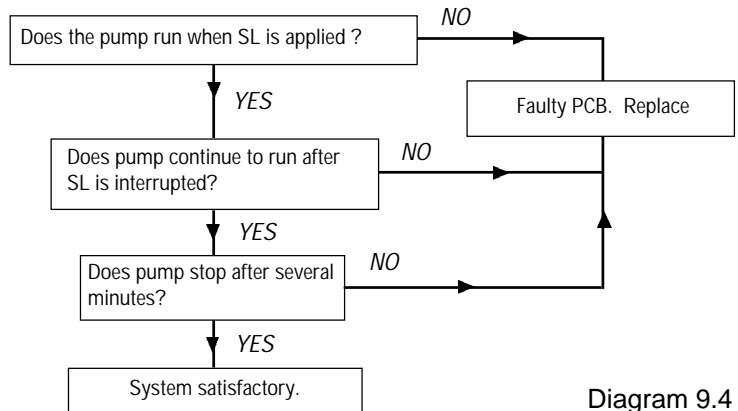 Does the pump run when SL is applied ?
NO
YES
Faulty PCB. Replace
Does pump continue to run after
SL is interrupted?
NO
YES
Does pump stop after several
minutes?
NO
YES
System satisfactory.
Diagram 9.4